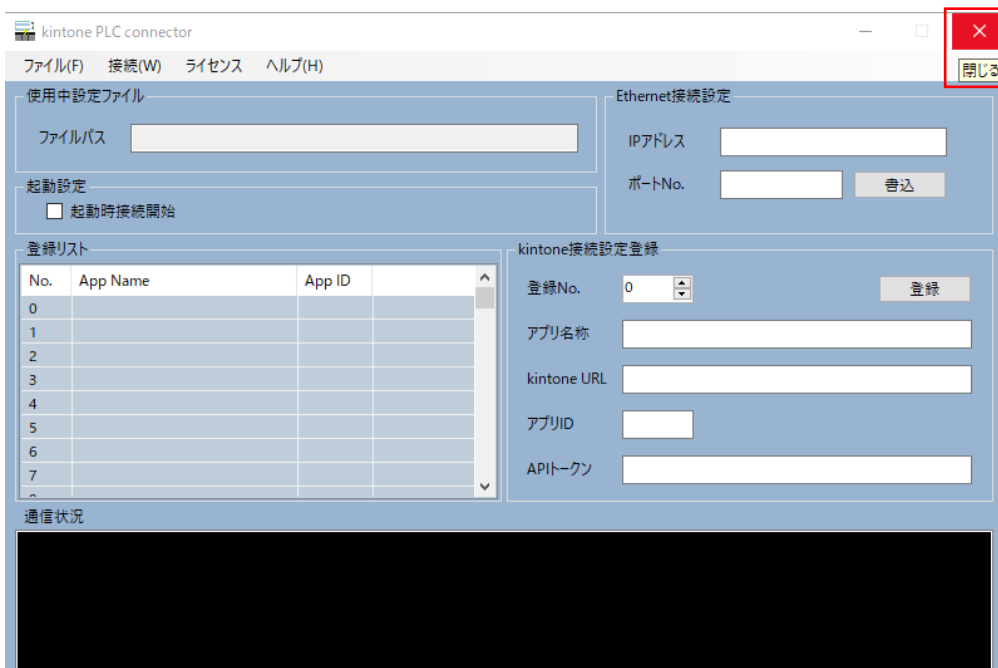 kintone PLC connector
ファイル(F) 接続(W) ライセンス ヘルプ(H)
閉じる
使用中設定ファイル
ファイルパス
Ethernet接続設定
IPアドレス
ポートNo. 書込
起動設定
起動時接続開始
登録リスト
No. App Name App ID
0
1
2
3
4
5
6
7
kintone接続設定登録
登録No. 0 登録
アプリ名称
kintone URL
アプリID
APIトークン
通信状況